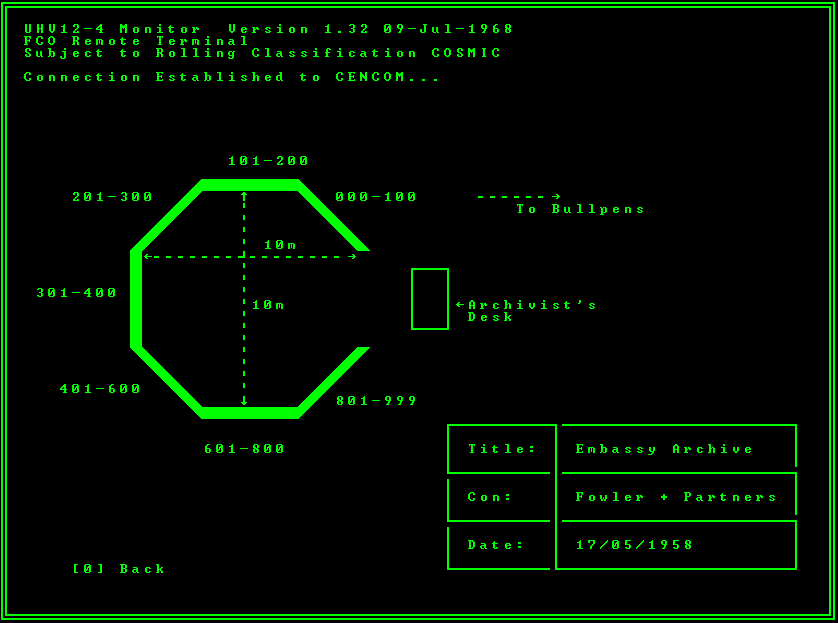 UHV12-4 Monitor  Version 1.32 09-Jul-1968
FCO Remote Terminal
Subject to Rolling Classification COSMIC
Connection Established to CENCOM...
101-200
201-300
000-100
------→
To Bullpens
10m
301-400
10m
←Archivist's
Desk
401-600
801-999
601-800
Title: Embassy Archive
Con: Fowler + Partners
Date: 17/05/1958
[0] Back